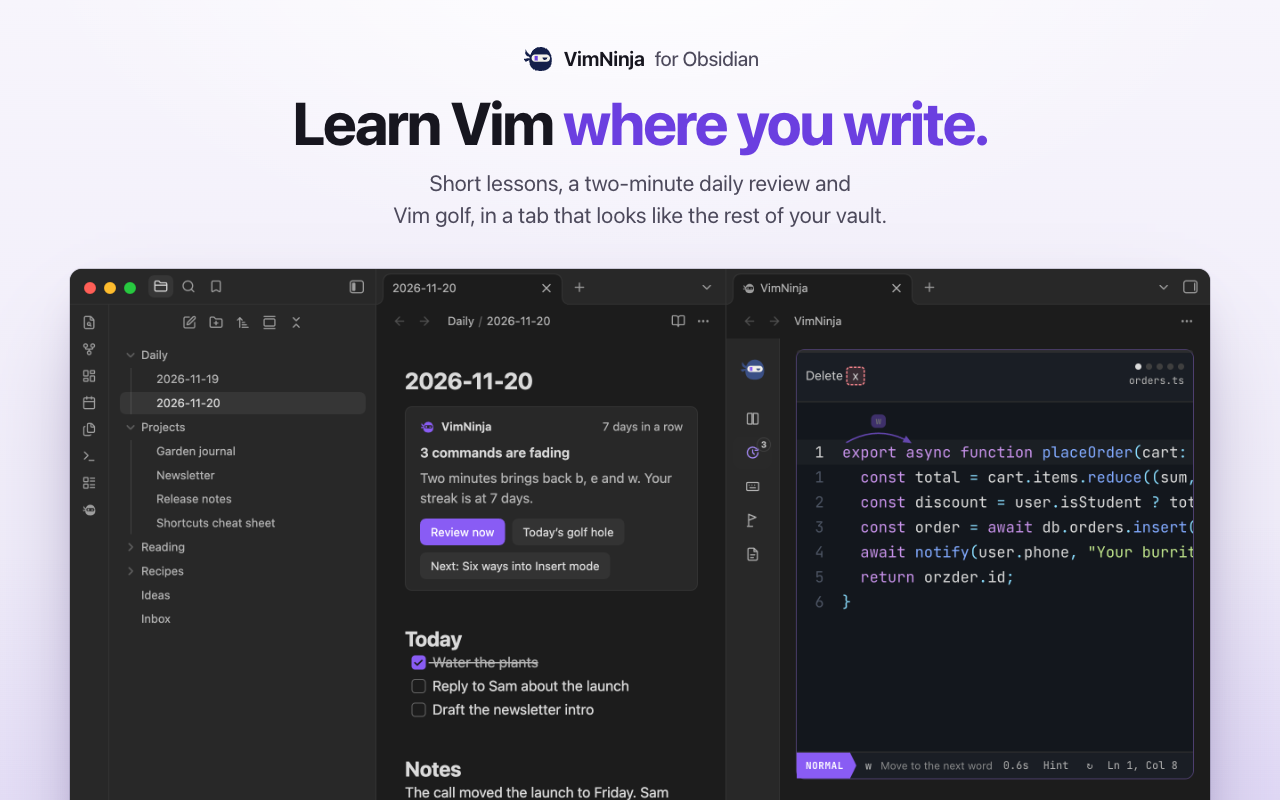 VimNinja for Obsidian
Learn Vim where you write.
Short lessons, a two-minute daily review and
Vim golf, in a tab that looks like the rest of your vault.
2026-11-20
VimNinja
Daily / 2026-11-20
VimNinja
Daily
2026-11-19
2026-11-20
Projects
Garden journal
Newsletter
Release notes
Shortcuts cheat sheet
Reading
Recipes
Ideas
Inbox
2026-11-20
VimNinja 7 days in a row
3 commands are fading
Two minutes brings back b, e and w. Your
streak is at 7 days.
Review now Today's golf hole
Next: Six ways into Insert mode
Today
Water the plants
Reply to Sam about the launch
Draft the newsletter intro
Notes
The call moved the launch to Friday. Sam
3
Delete x
orders.ts
w
1 export async function placeOrder(cart:
1 const total = cart.items.reduce((sum,
2 const discount = user.isStudent ? tot
3 const order = await db.orders.insert(
4 await notify(user.phone, "Your burrit
5 return orzder.id;
6 }
NORMAL w Move to the next word 0.6s Hint ↻ Ln 1, Col 8